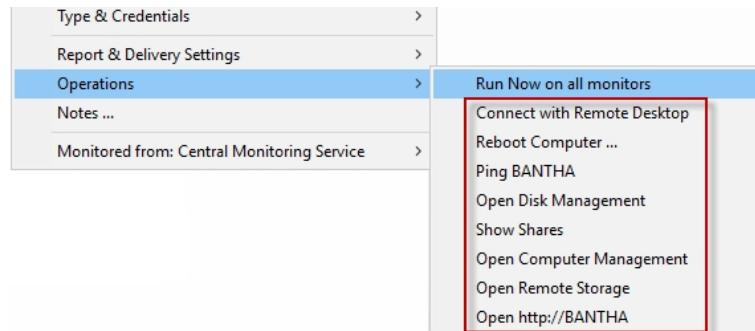 Type & Credentials
Report & Delivery Settings
Operations
Notes ...
Monitored from: Central Monitoring Service
Run Now on all monitors
Connect with Remote Desktop
Reboot Computer ...
Ping BANTHA
Open Disk Management
Show Shares
Open Computer Management
Open Remote Storage
Open http://BANTHA